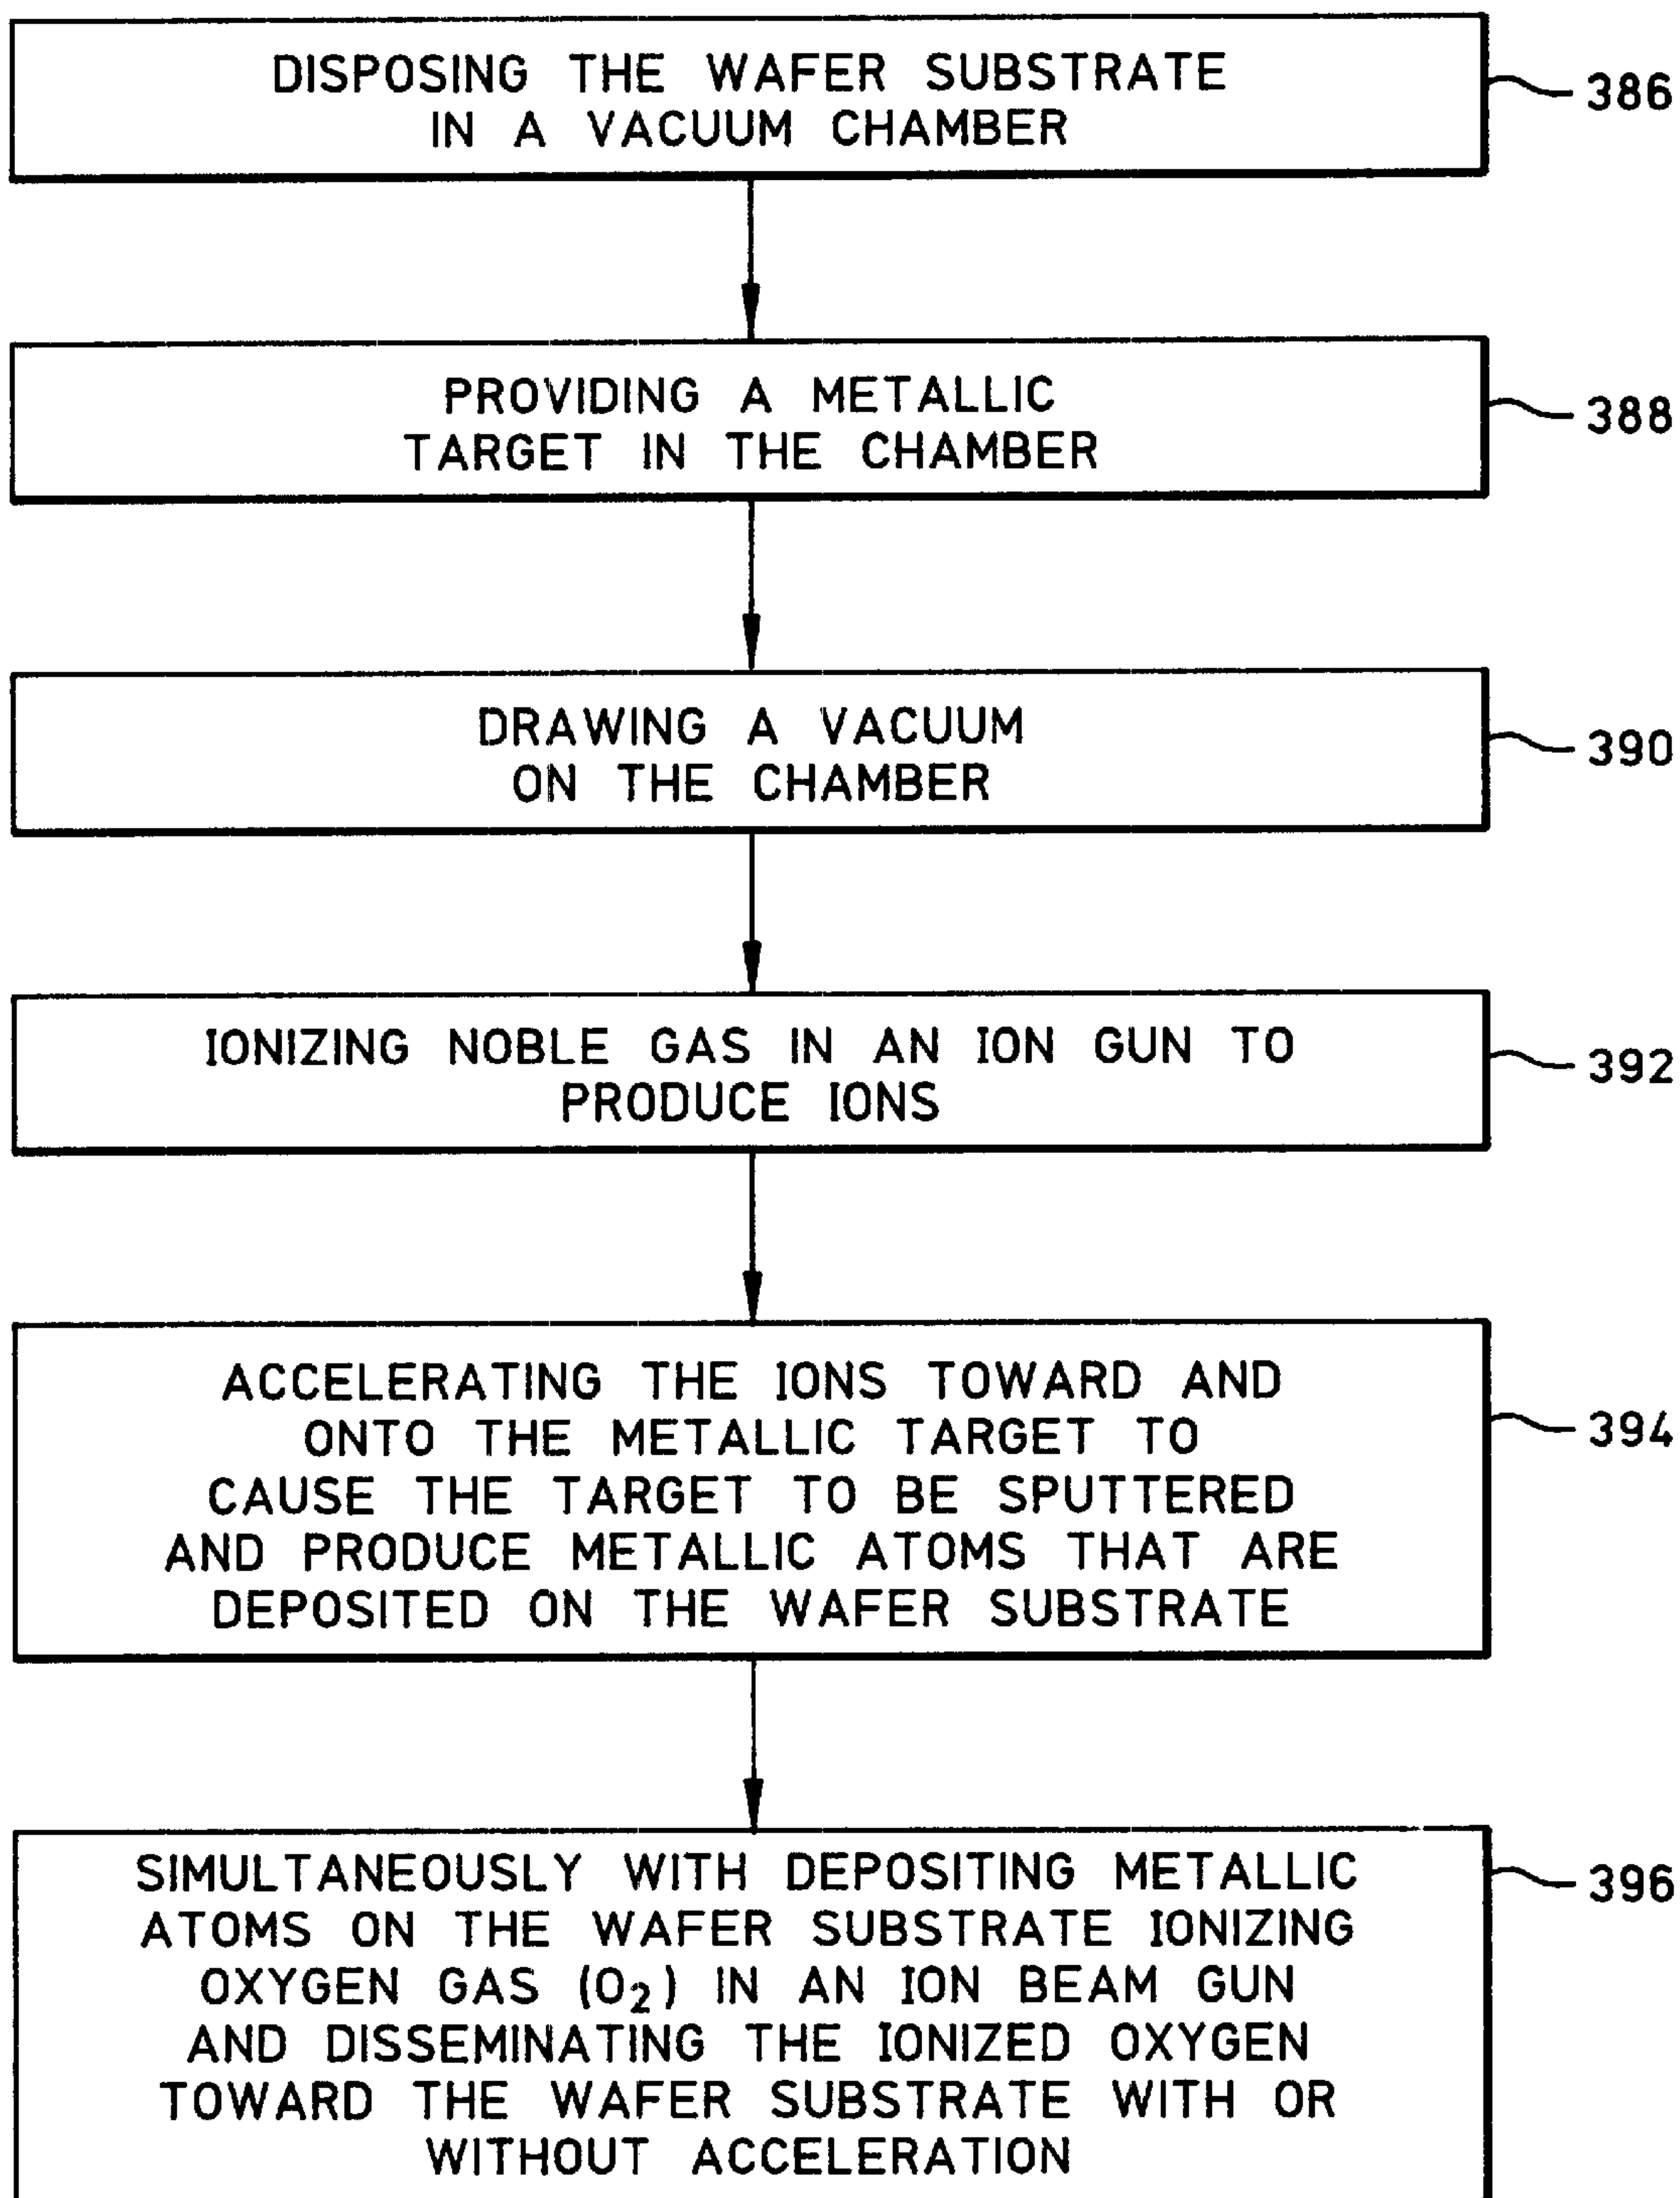 DISPOSING THE WAFER SUBSTRATE
IN A VACUUM CHAMBER
386
PROVIDING A METALLIC
TARGET IN THE CHAMBER
388
DRAWING A VACUUM
ON THE CHAMBER
390
IONIZING NOBLE GAS IN AN ION GUN TO
PRODUCE IONS
392
ACCELERATING THE IONS TOWARD AND
ONTO THE METALLIC TARGET TO
CAUSE THE TARGET TO BE SPUTTERED
AND PRODUCE METALLIC ATOMS THAT ARE
DEPOSITED ON THE WAFER SUBSTRATE
394
SIMULTANEOUSLY WITH DEPOSITING METALLIC
ATOMS ON THE WAFER SUBSTRATE IONIZING
OXYGEN GAS (O₂) IN AN ION BEAM GUN
AND DISSEMINATING THE IONIZED OXYGEN
TOWARD THE WAFER SUBSTRATE WITH OR
WITHOUT ACCELERATION
396